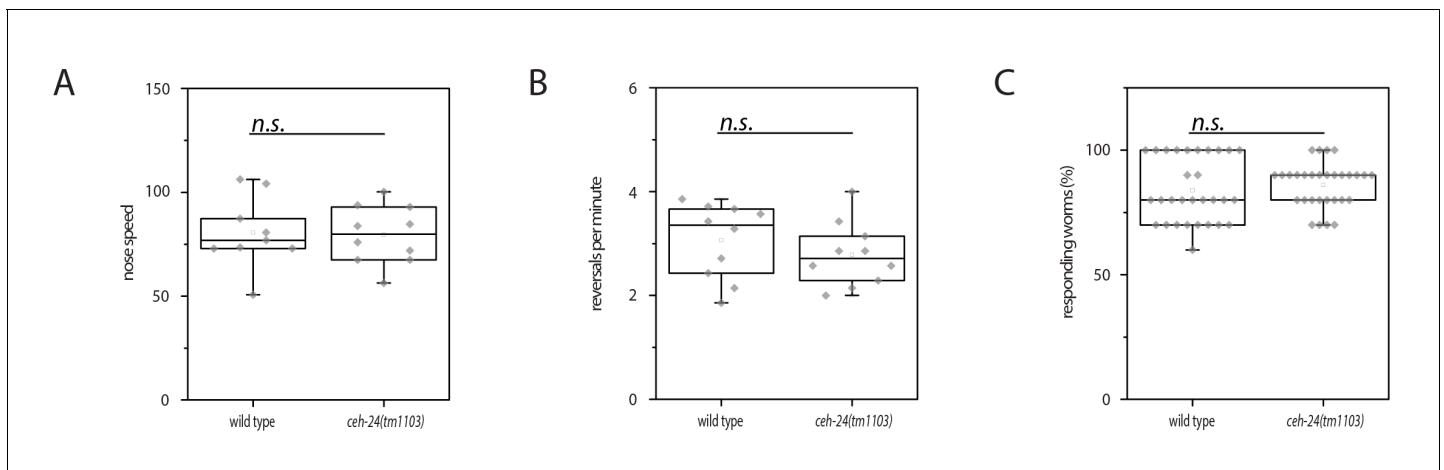 A
nose speed
150
100
50
0
n.s.
wild type
ceh-24(tm1103)
B
reversals per minute
6
4
2
0
n.s.
wild type
ceh-24(tm1103)
C
responding worms (%)
100
50
0
n.s.
wild type
ceh-24(tm1103)